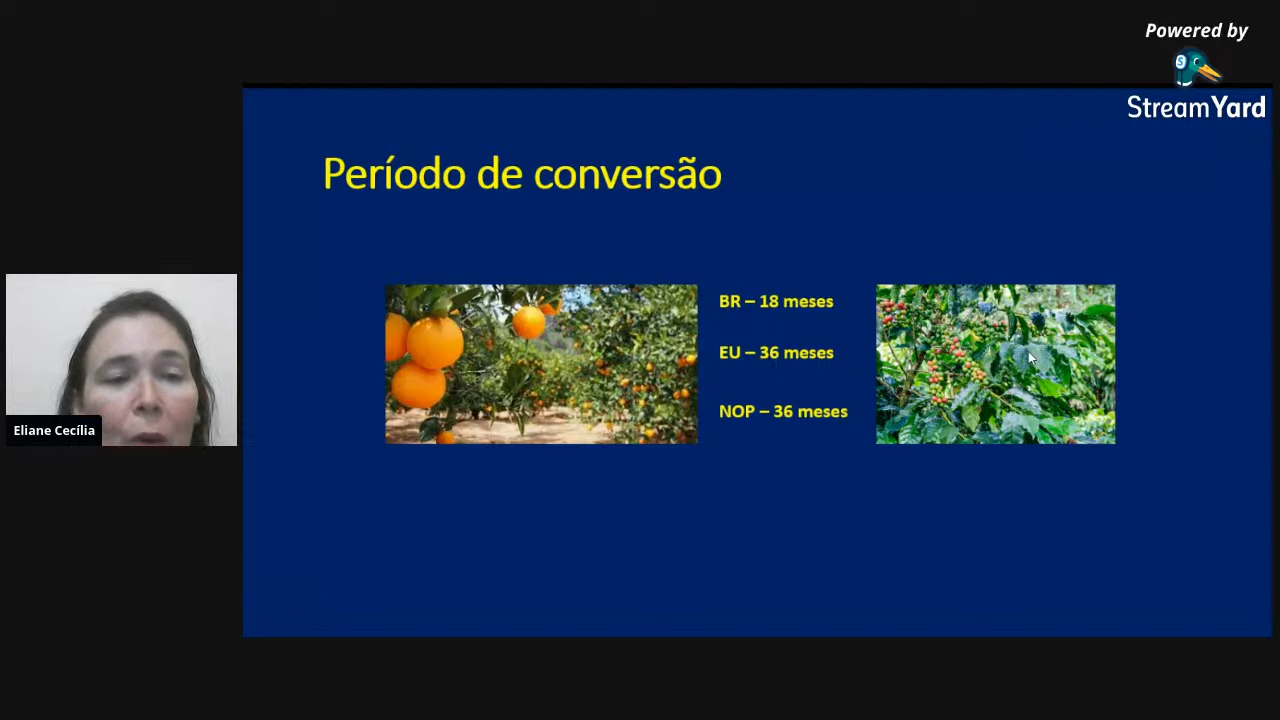 Powered by
StreamYard
Período de conversão
BR – 18 meses
EU – 36 meses
NOP – 36 meses
Eliane Cecília